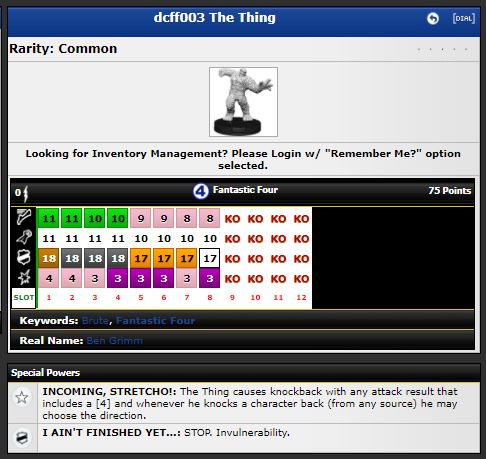 dcff003 The Thing
[DIAL]
Rarity: Common
Looking for Inventory Management? Please Login w/ "Remember Me?" option
selected.
0 4 Fantastic Four 75 Points
11 11 10 10 9 9 8 8 KO KO KO KO
11 11 11 11 10 10 10 10 KO KO KO KO
18 18 18 18 17 17 17 17 KO KO KO KO
4 4 3 3 3 3 3 3 KO KO KO KO
SLOT 1 2 3 4 5 6 7 8 9 10 11 12
Keywords: Brute, Fantastic Four
Real Name: Ben Grimm
Special Powers
INCOMING, STRETCHO!: The Thing causes knockback with any attack result that
includes a [4] and whenever he knocks a character back (from any source) he may
choose the direction.
I AIN'T FINISHED YET...: STOP. Invulnerability.